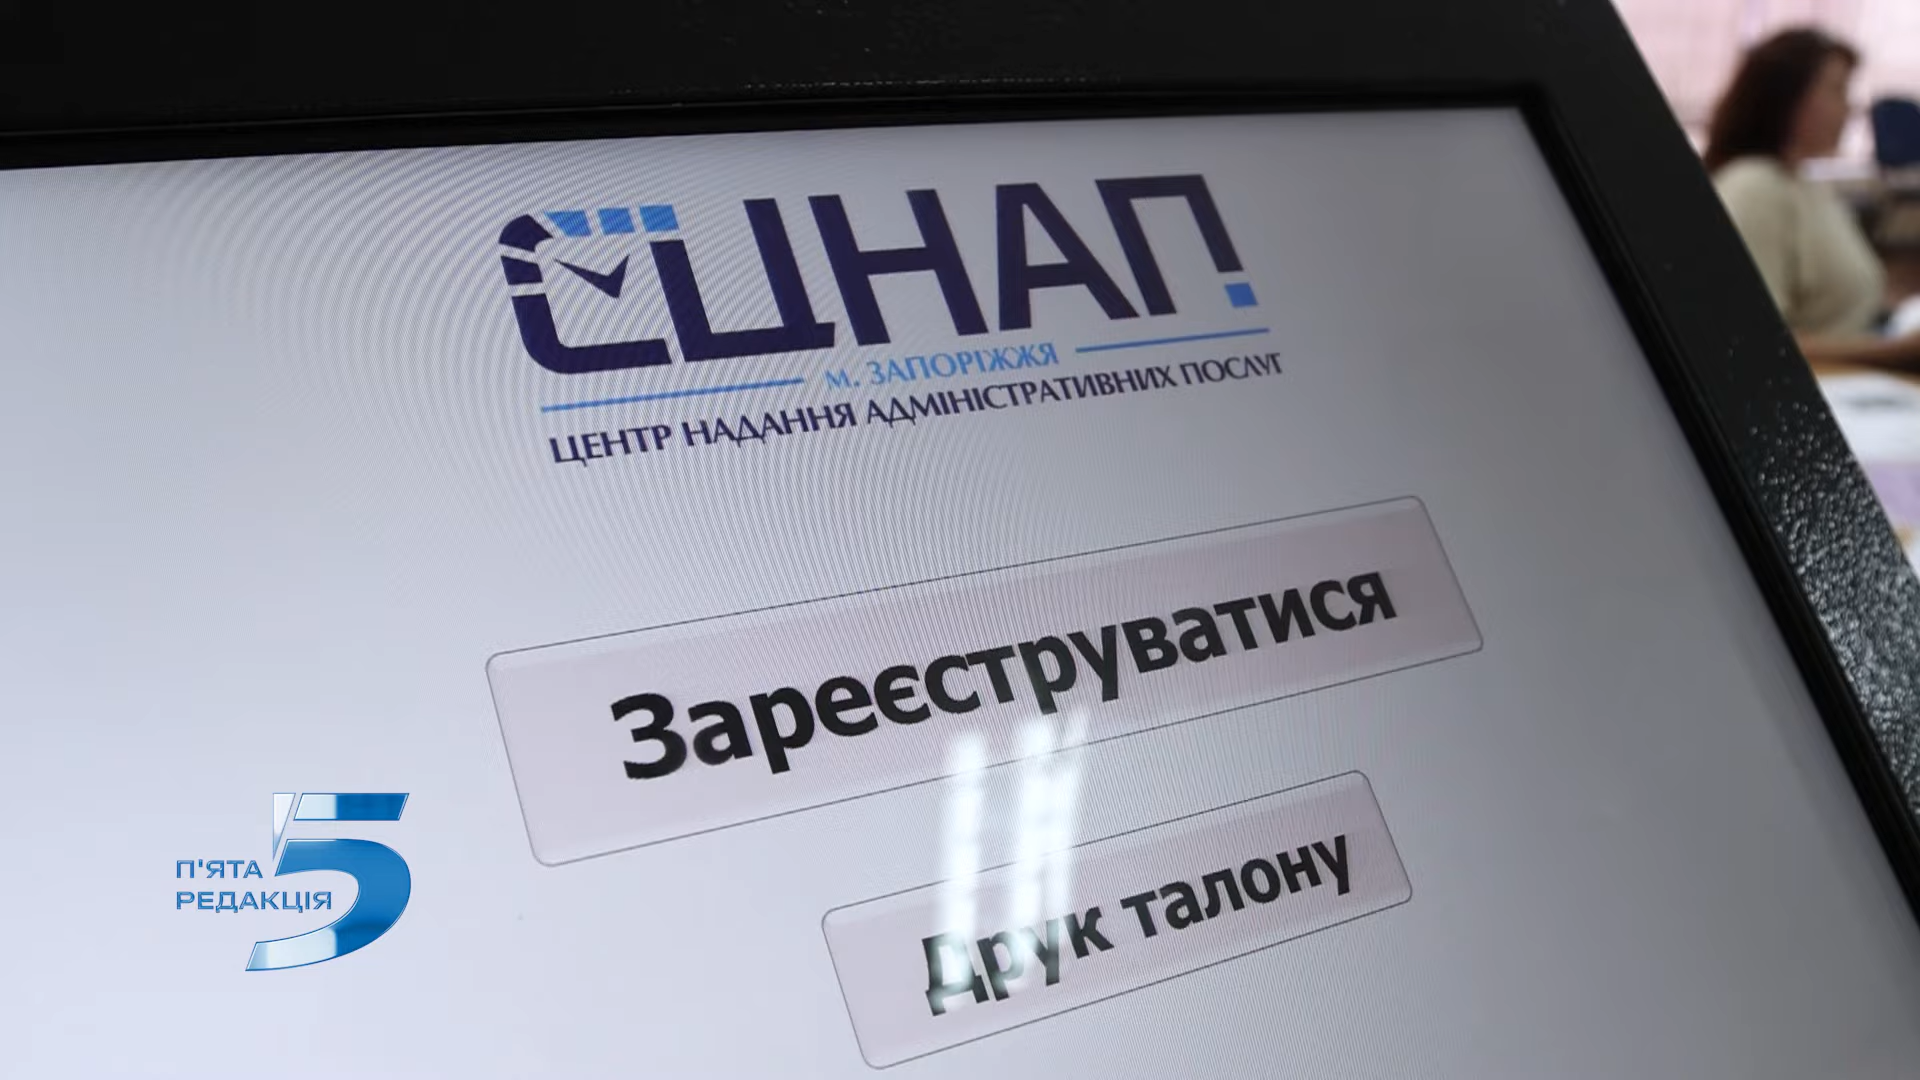 ЦНАП
М. ЗАПОРІЖЖЯ
ЦЕНТР НАДАННЯ АДМІНІСТРАТИВНИХ ПОСЛУГ
Зареєструватися
Друк талону
П'ЯТА
РЕДАКЦІЯ
5